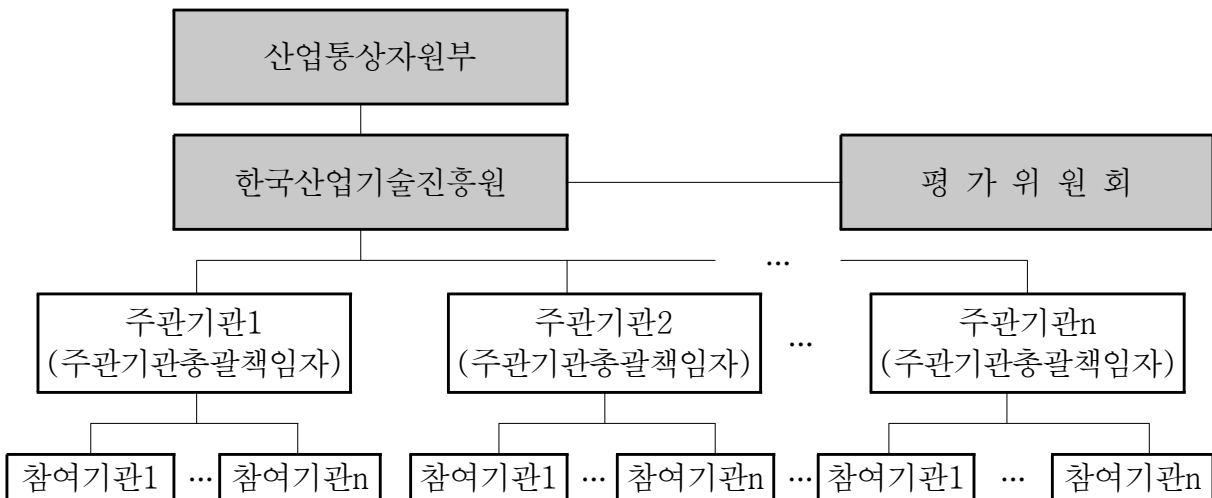 산업통상자원부
한국산업기술진흥원
평 가 위 원 회
...
주관기관1
(주관기관총괄책임자)
주관기관2
(주관기관총괄책임자)
...
주관기관n
(주관기관총괄책임자)
참여기관1 ... 참여기관n
참여기관1 ... 참여기관n ... 참여기관1 ... 참여기관n